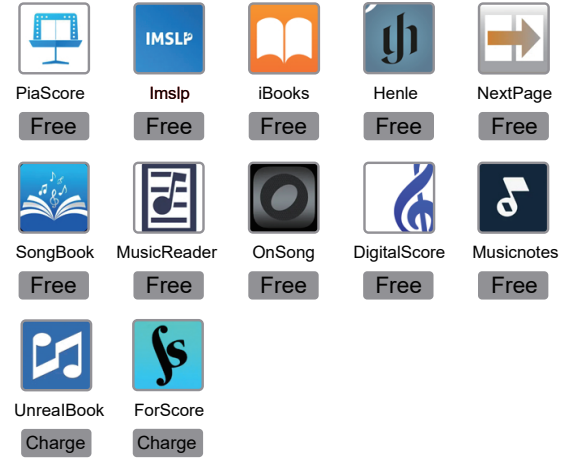 IMSLP
PiaScore Imslp iBooks Henle NextPage
Free Free Free Free Free
SongBook MusicReader OnSong DigitalScore Musicnotes
Free Free Free Free Free
UnrealBook ForScore
Charge Charge